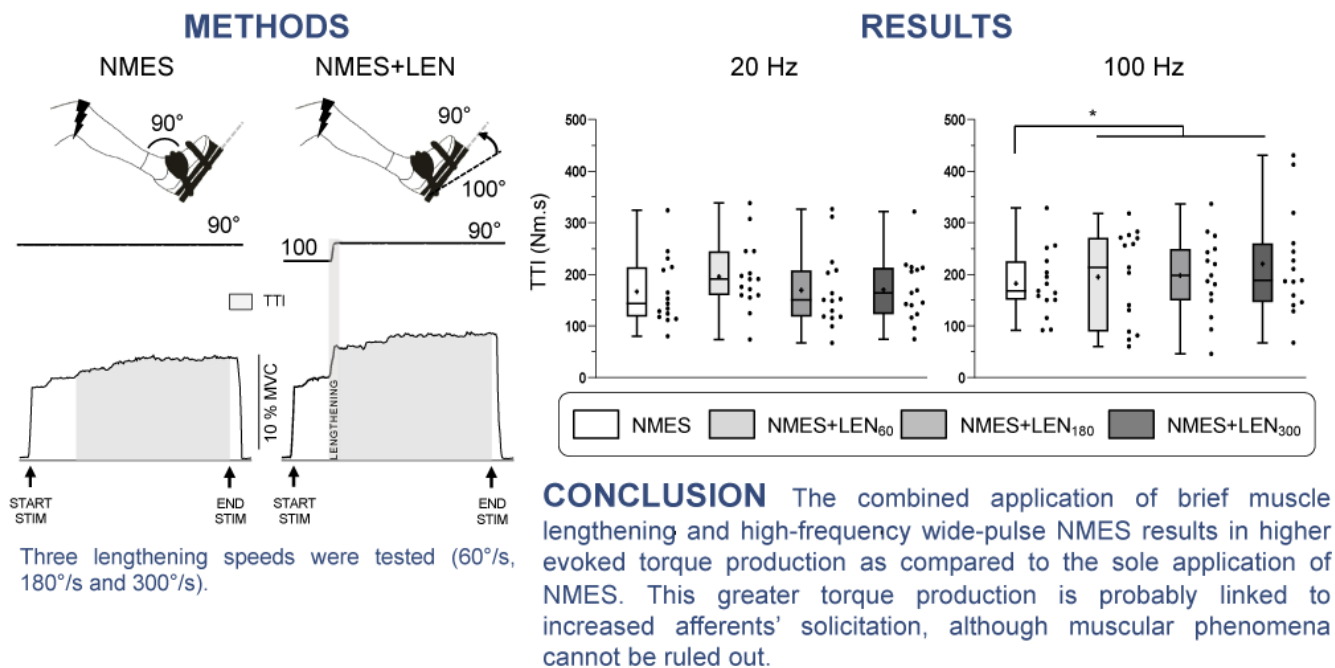 METHODS
NMES
NMES+LEN
90°
90°
100°
90°
100
90°
TTI
10 % MVC
LENGTHENING
START
STIM
END
STIM
START
STIM
END
STIM
Three lengthening speeds were tested (60°/s,
180°/s and 300°/s).
RESULTS
20 Hz
100 Hz
TTI (Nm.s)
500
400
300
200
100
0
500
400
300
200
100
0
*
NMES
NMES+LEN₆₀
NMES+LEN₁₈₀
NMES+LEN₃₀₀
CONCLUSION The combined application of brief muscle
lengthening and high-frequency wide-pulse NMES results in higher
evoked torque production as compared to the sole application of
NMES. This greater torque production is probably linked to
increased afferents’ solicitation, although muscular phenomena
cannot be ruled out.